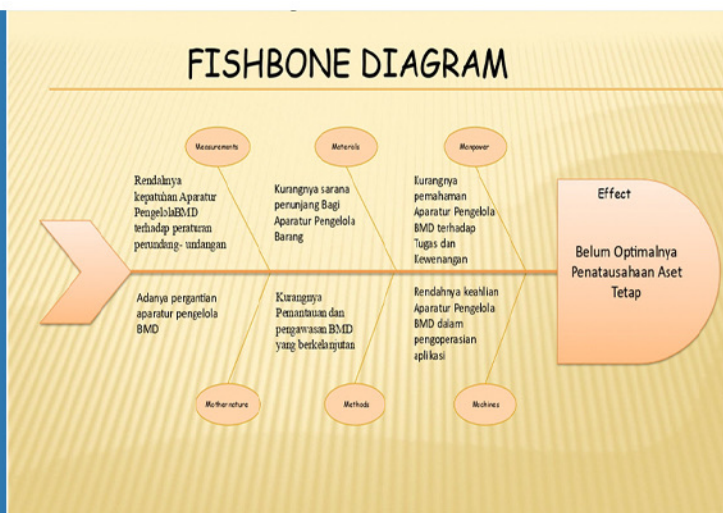 FISHBONE DIAGRAM
Measurements
Materials
Manpower
Rendahnya
kepatuhan Aparatur
PengelolaBMD
terhadap peraturan
perundang- undangan
Kurangnya sarana
penunjang Bagi
Aparatur Pengelola
Barang
Kurangnya
pemahaman
Aparatur Pengelola
BMD terhadap
Tugas dan
Kewenangan
Effect
Belum Optimalnya
Penatausahaan Aset
Tetap
Adanya pergantian
aparatur pengelola
BMD
Kurangnya
Pemantauan dan
pengawasan BMD
yang berkelanjutan
Rendahnya keahlian
Aparatur Pengelola
BMD dalam
pengoperasian
aplikasi
Mothernature
Methods
Machines